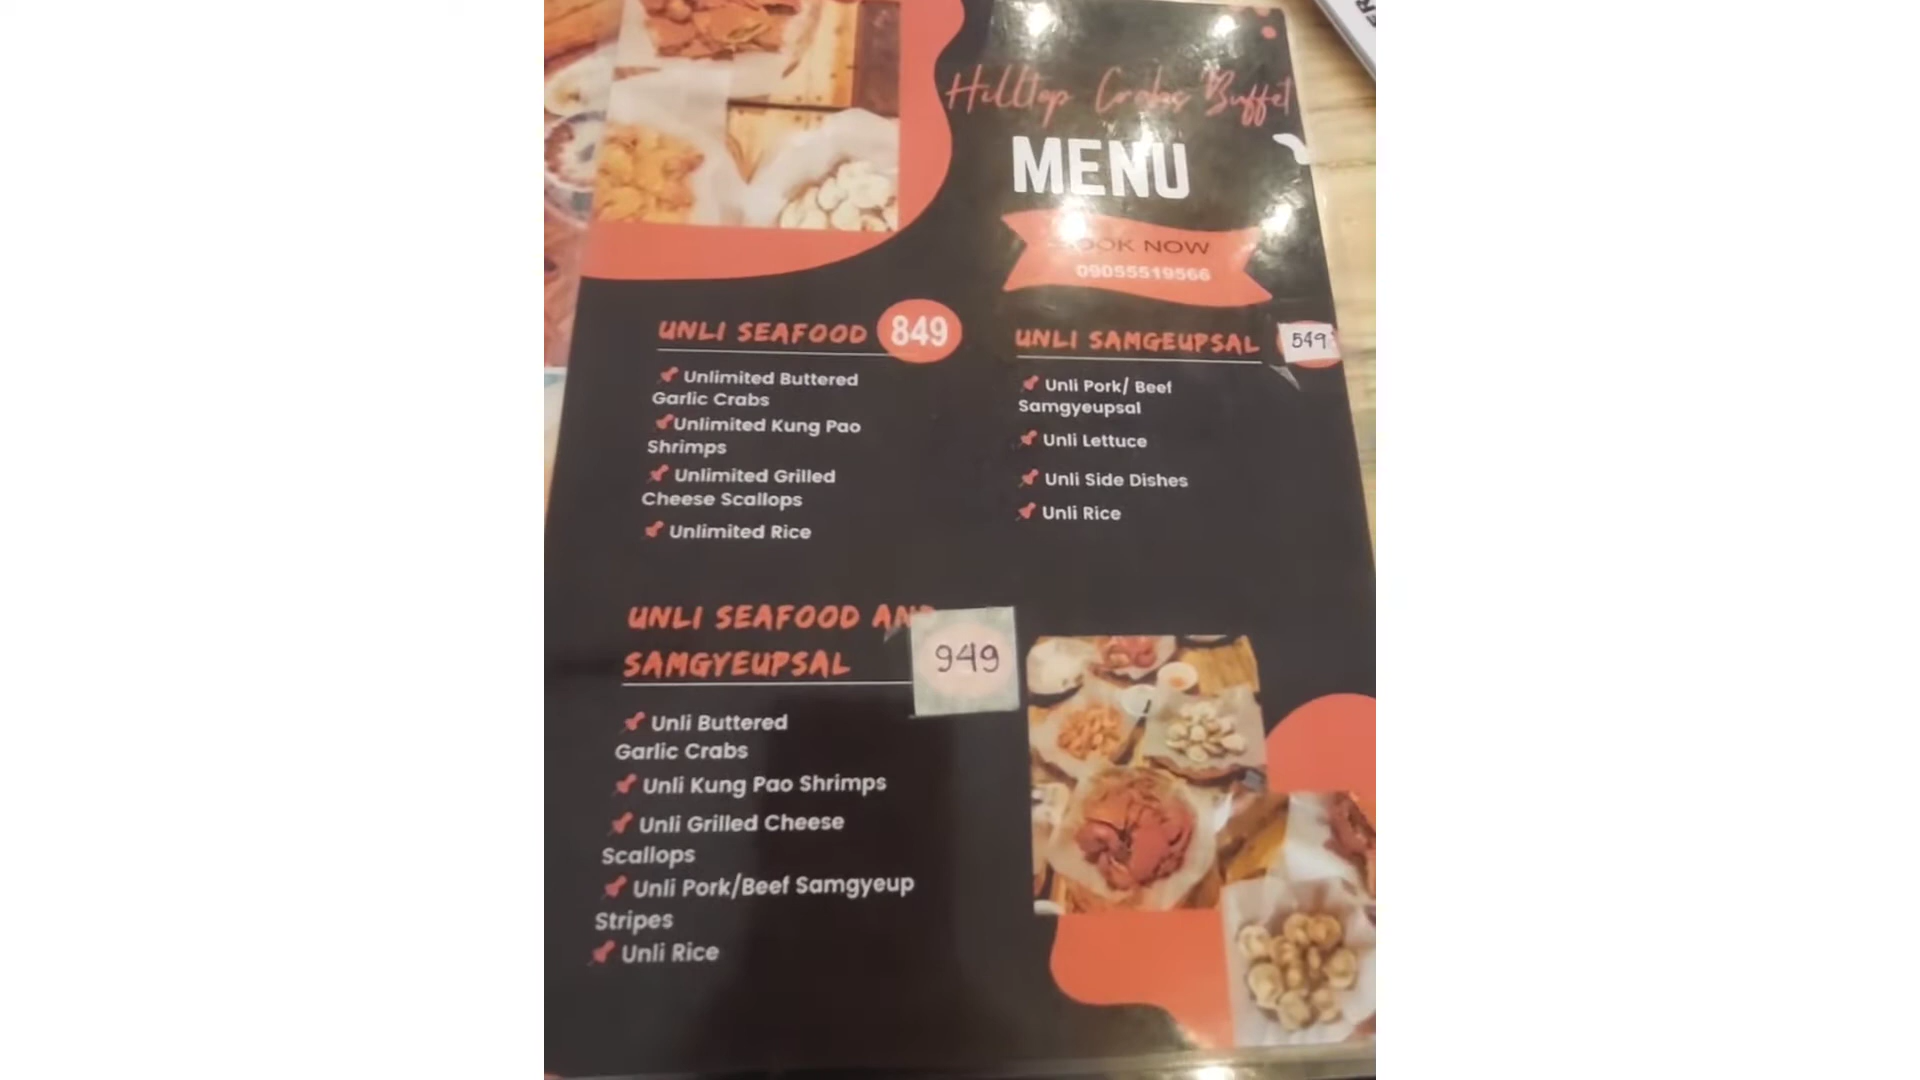 Hilltop Crabs Buffet
MENU
BOOK NOW
09055519566
UNLI SEAFOOD 849
Unlimited Buttered
Garlic Crabs
Unlimited Kung Pao
Shrimps
Unlimited Grilled
Cheese Scallops
Unlimited Rice
UNLI SAMGEUPSAL 549
Unli Pork/ Beef
Samgyeupsal
Unli Lettuce
Unli Side Dishes
Unli Rice
UNLI SEAFOOD AND
SAMGYEUPSAL 949
Unli Buttered
Garlic Crabs
Unli Kung Pao Shrimps
Unli Grilled Cheese
Scallops
Unli Pork/Beef Samgyeup
Stripes
Unli Rice